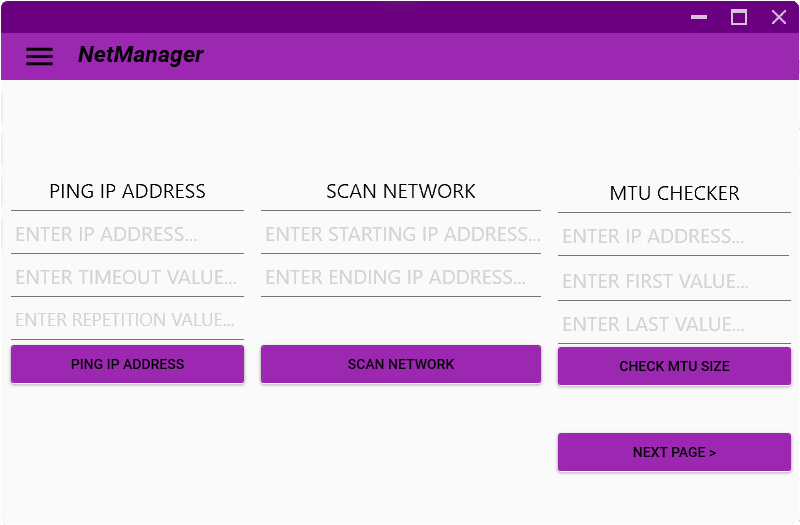 NetManager
PING IP ADDRESS
ENTER IP ADDRESS...
ENTER TIMEOUT VALUE...
ENTER REPETITION VALUE...
PING IP ADDRESS
SCAN NETWORK
ENTER STARTING IP ADDRESS...
ENTER ENDING IP ADDRESS...
SCAN NETWORK
MTU CHECKER
ENTER IP ADDRESS...
ENTER FIRST VALUE...
ENTER LAST VALUE...
CHECK MTU SIZE
NEXT PAGE >